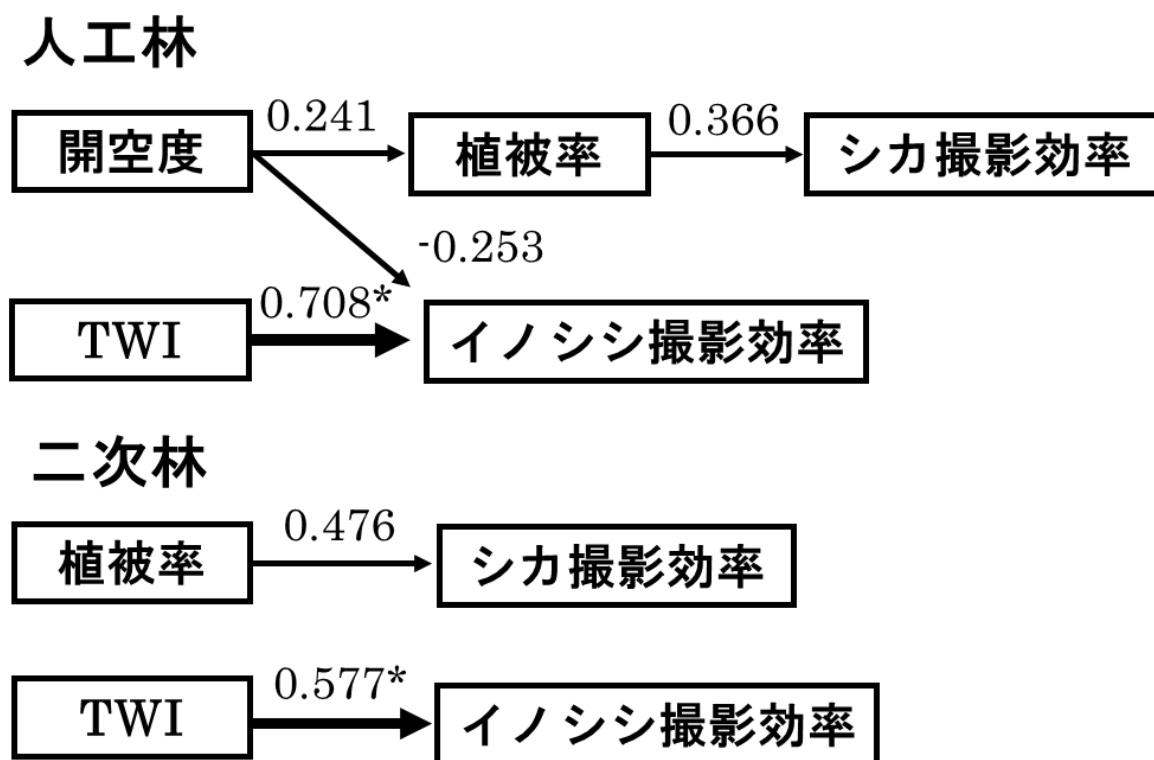 人工林
開空度
0.241
植被率
0.366
シカ撮影効率
-0.253
TWI
0.708*
イノシシ撮影効率
二次林
植被率
0.476
シカ撮影効率
TWI
0.577*
イノシシ撮影効率